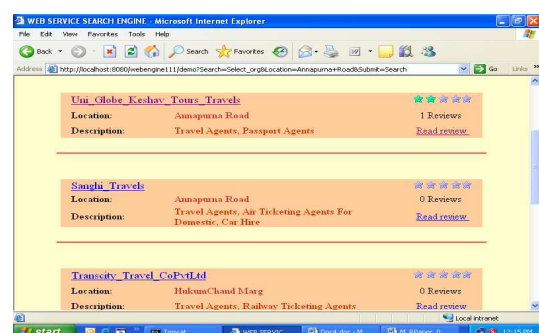 WEB SERVICE SEARCH ENGINE - Microsoft Internet Explorer
File Edit View Favorites Tools Help
Back Search Favorites
Address http://localhost:8080/webengine111/demo?Search=Select_org&Location=Annapurna+Road&Submit=Search Go Links »
Uni_Globe_Keshav_Tours_Travels
Location: Annapurna Road 1 Reviews
Description: Travel Agents, Passport Agents Read review
Sanghi_Travels
Location: Annapurna Road 0 Reviews
Description: Travel Agents, Air Ticketing Agents For Domestic, Car Hire Read review
Transcity_Travel_CoPvtLtd
Location: HukumChand Marg 0 Reviews
Description: Travel Agents, Railway Ticketing Agents Read review
Local intranet
start Tomcat WEB SERVIC... 12:15 PM